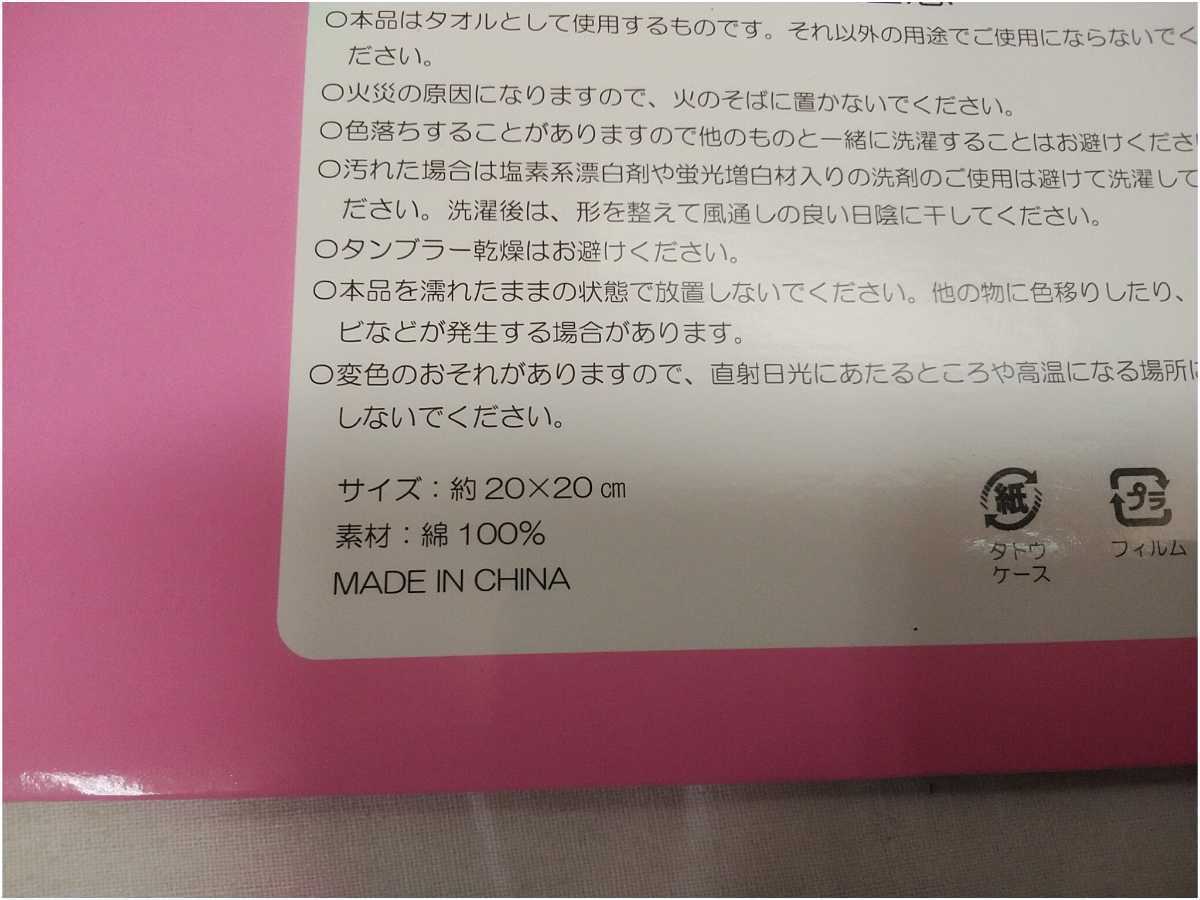 ○本品はタオルとして使用するものです。それ以外の用途でご使用にならないでく
ださい。
○火災の原因になりますので、火のそばに置かないでください。
○色落ちすることがありますので他のものと一緒に洗濯することはお避けくださ
○汚れた場合は塩素系漂白剤や蛍光増白材入りの洗剤のご使用は避けて洗濯して
ださい。洗濯後は、形を整えて風通しの良い日陰に干してください。
○タンブラー乾燥はお避けください。
○本品を濡れたままの状態で放置しないでください。他の物に色移りしたり、
ビなどが発生する場合があります。
○変色のおそれがありますので、直射日光にあたるところや高温になる場所に
しないでください。
サイズ：約20×20㎝
素材：綿100%
MADE IN CHINA
紙
タトウ
ケース
プラ
フィルム